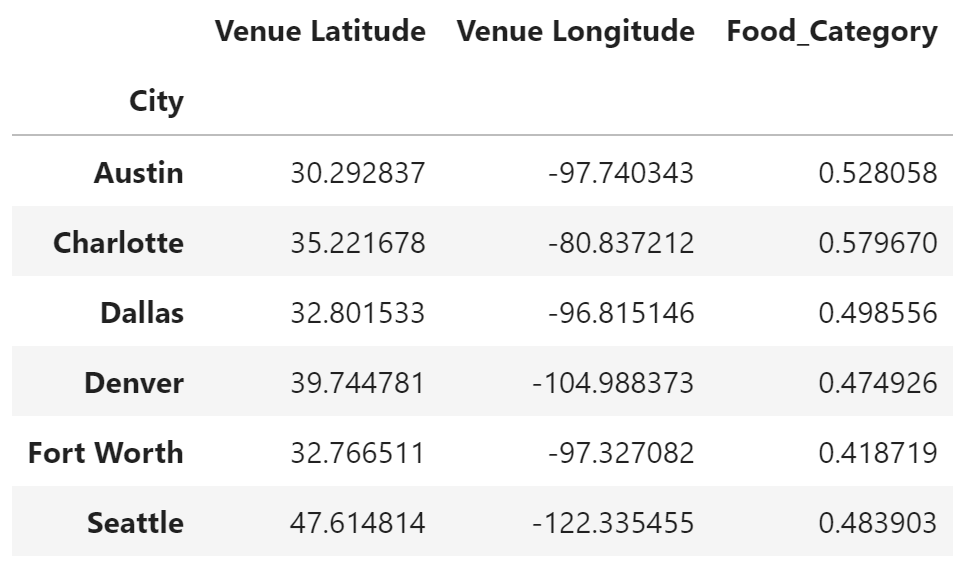 Venue Latitude Venue Longitude Food_Category
City
Austin 30.292837 -97.740343 0.528058
Charlotte 35.221678 -80.837212 0.579670
Dallas 32.801533 -96.815146 0.498556
Denver 39.744781 -104.988373 0.474926
Fort Worth 32.766511 -97.327082 0.418719
Seattle 47.614814 -122.335455 0.483903